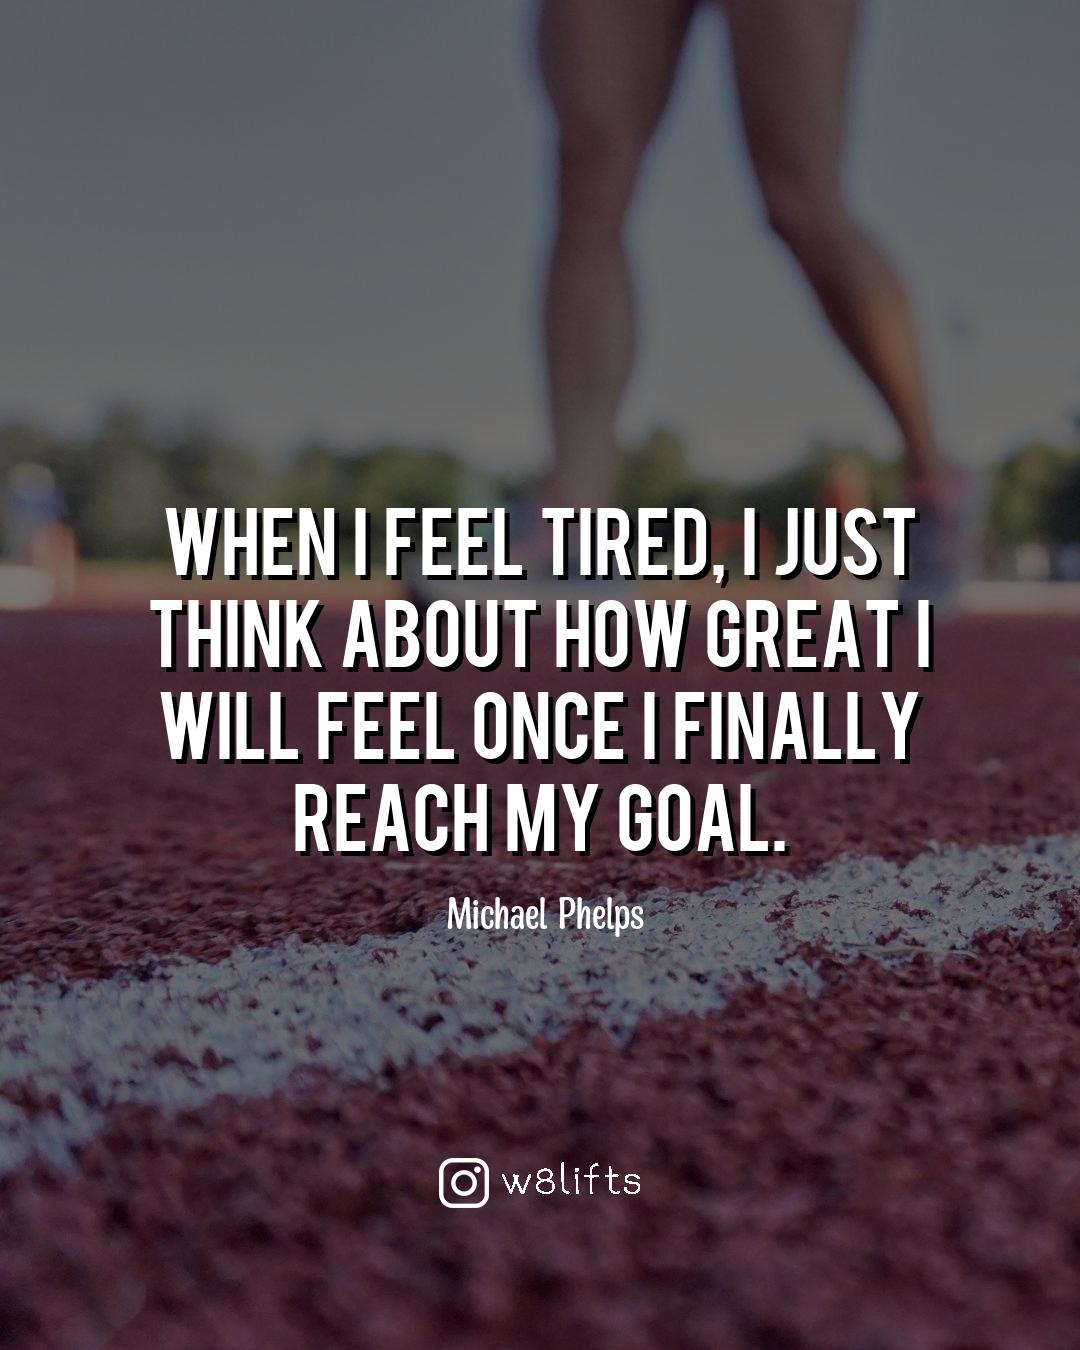 WHEN I FEEL TIRED, I JUST
THINK ABOUT HOW GREAT I
WILL FEEL ONCE I FINALLY
REACH MY GOAL.
Michael Phelps
w8lifts